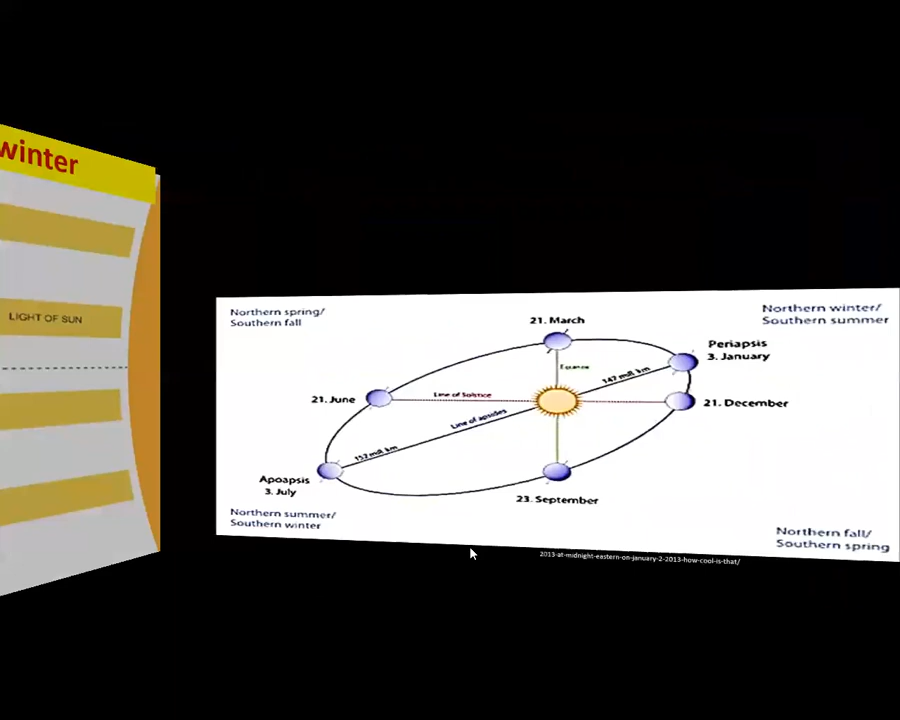 winter
LIGHT OF SUN
Northern spring/
Southern fall
21. March
Northern winter/
Southern summer
Periapsis
3. January
Equinox
147 mill km
21. June
Line of Solstice
21. December
Line of apsides
152 mill km
Apoapsis
3. July
23. September
Northern summer/
Southern winter
Northern fall/
Southern spring
2013-at-midnight-eastern-on-january-2-2013-how-cool-is-that/